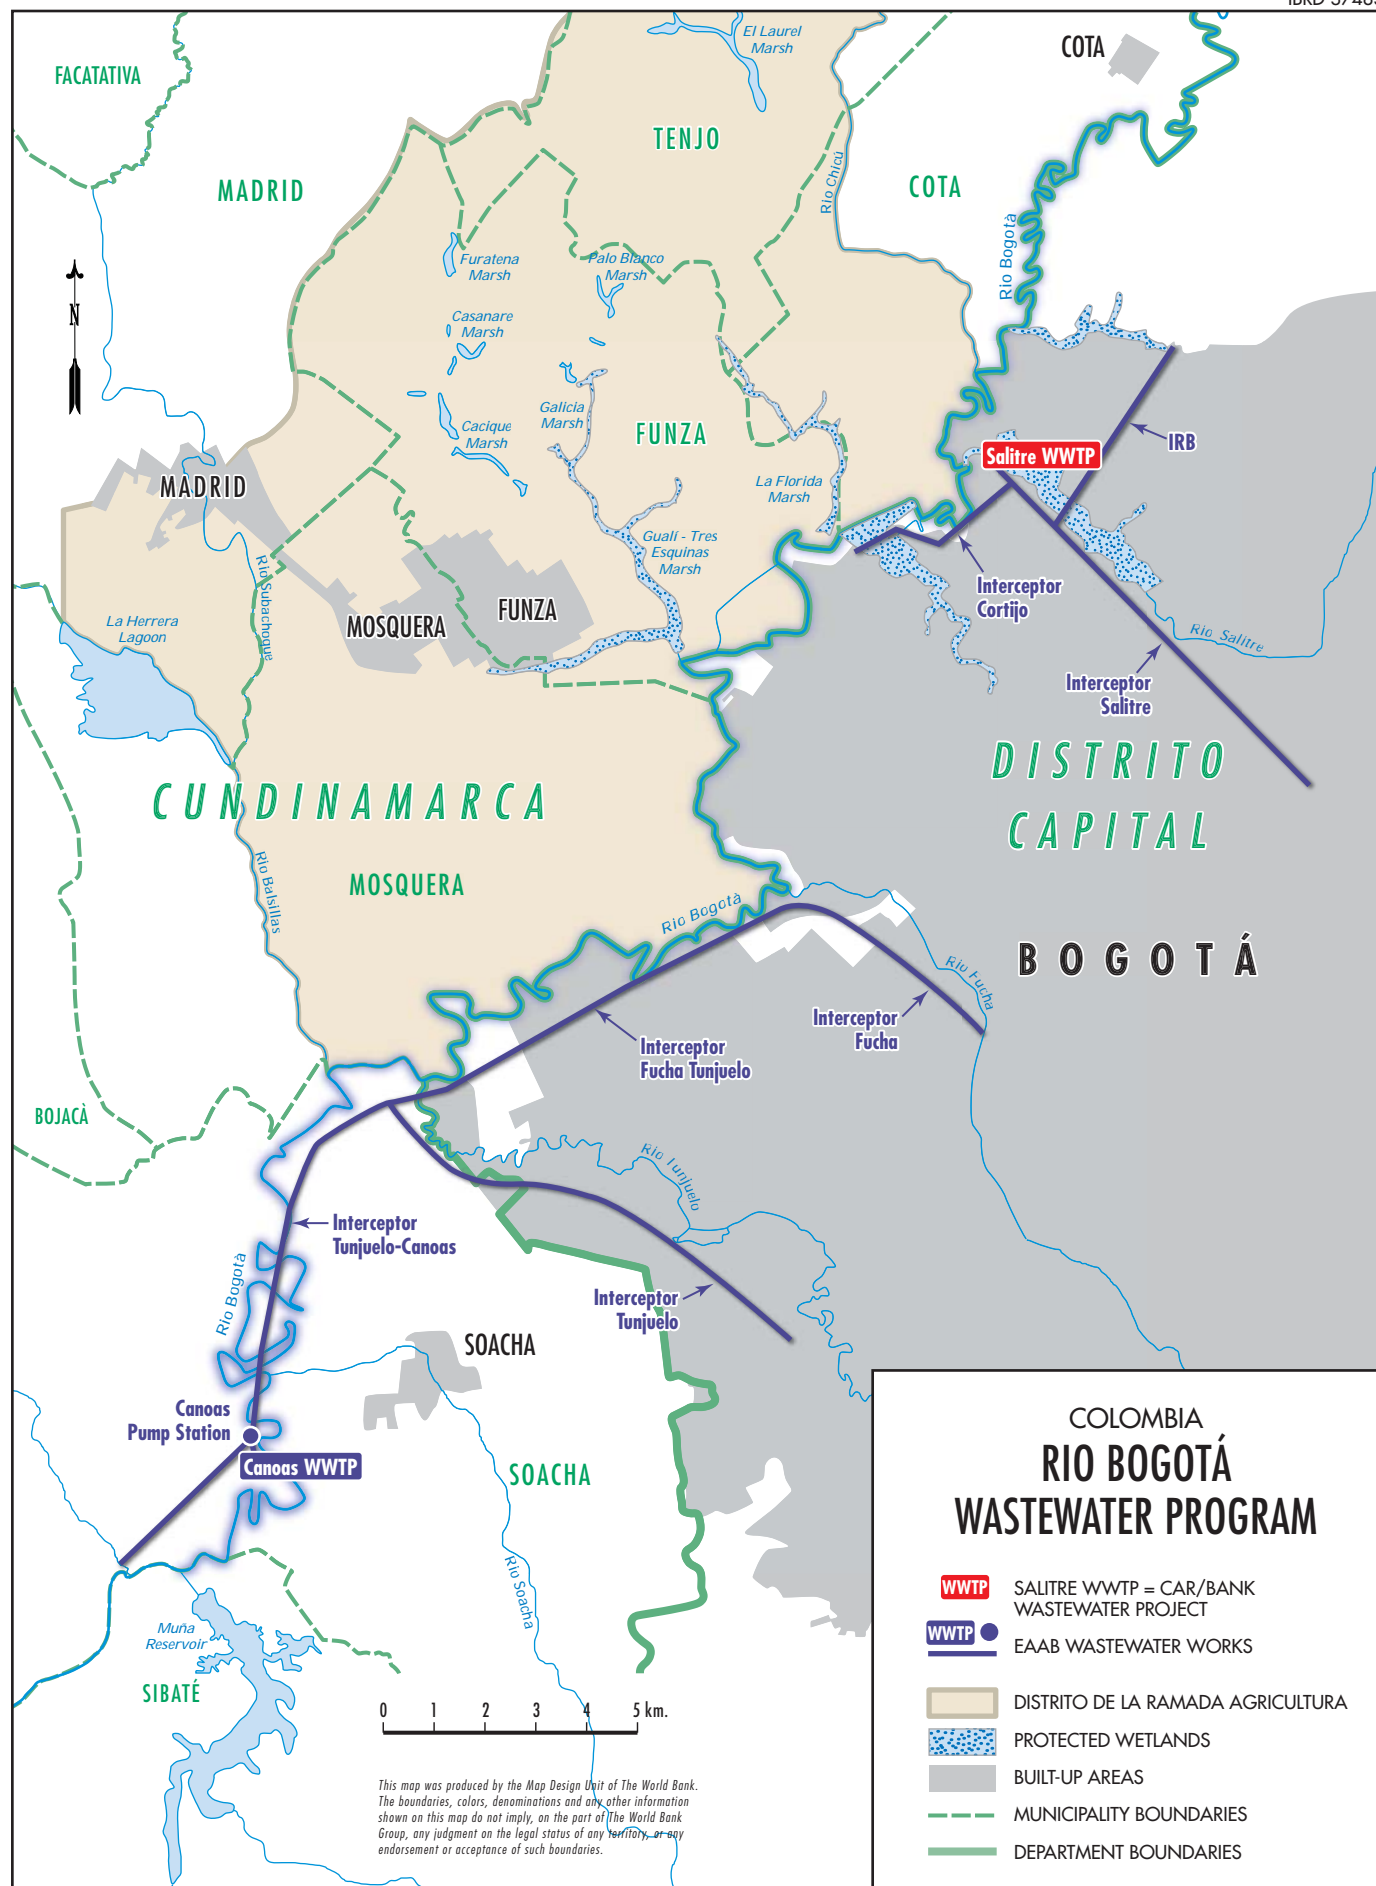 El Laurel
Marsh
COTA
FACATATIVA
TENJO
MADRID
COTA
Rio Chicú
Rio Bogotà
Furatena
Marsh
Palo Blanco
Marsh
N
Casanare
Marsh
Galicia
Marsh
FUNZA
Cacique
Marsh
IRB
Salitre WWTP
MADRID
La Florida
Marsh
Gualí - Tres
Esquinas
Marsh
Rio Subachoque
Interceptor
Cortijo
FUNZA
MOSQUERA
La Herrera
Lagoon
Rio Salitre
Interceptor
Salitre
DISTRITO
CAPITAL
CUNDINAMARCA
MOSQUERA
Rio Balsillas
Rio Bogotà
BOGOTÁ
Rio Fucha
Interceptor
Fucha
Interceptor
Fucha Tunjuelo
BOJACÀ
Rio Tunjuelo
Interceptor
Tunjuelo-Canoas
Rio Bogotà
Interceptor
Tunjuelo
SOACHA
Canoas
Pump Station
Canoas WWTP
SOACHA
Rio Soacha
Muña
Reservoir
SIBATÉ
0 1 2 3 4 5 km.
This map was produced by the Map Design Unit of The World Bank.
The boundaries, colors, denominations and any other information
shown on this map do not imply, on the part of The World Bank
Group, any judgment on the legal status of any territory, or any
endorsement or acceptance of such boundaries.
COLOMBIA
RIO BOGOTÁ
WASTEWATER PROGRAM
WWTP SALITRE WWTP = CAR/BANK
WASTEWATER PROJECT
WWTP EAAB WASTEWATER WORKS
DISTRITO DE LA RAMADA AGRICULTURA
PROTECTED WETLANDS
BUILT-UP AREAS
MUNICIPALITY BOUNDARIES
DEPARTMENT BOUNDARIES